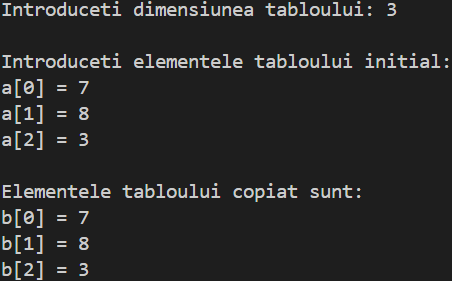 Introduceti dimensiunea tabloului: 3
Introduceti elementele tabloului initial:
a[0] = 7
a[1] = 8
a[2] = 3
Elementele tabloului copiat sunt:
b[0] = 7
b[1] = 8
b[2] = 3